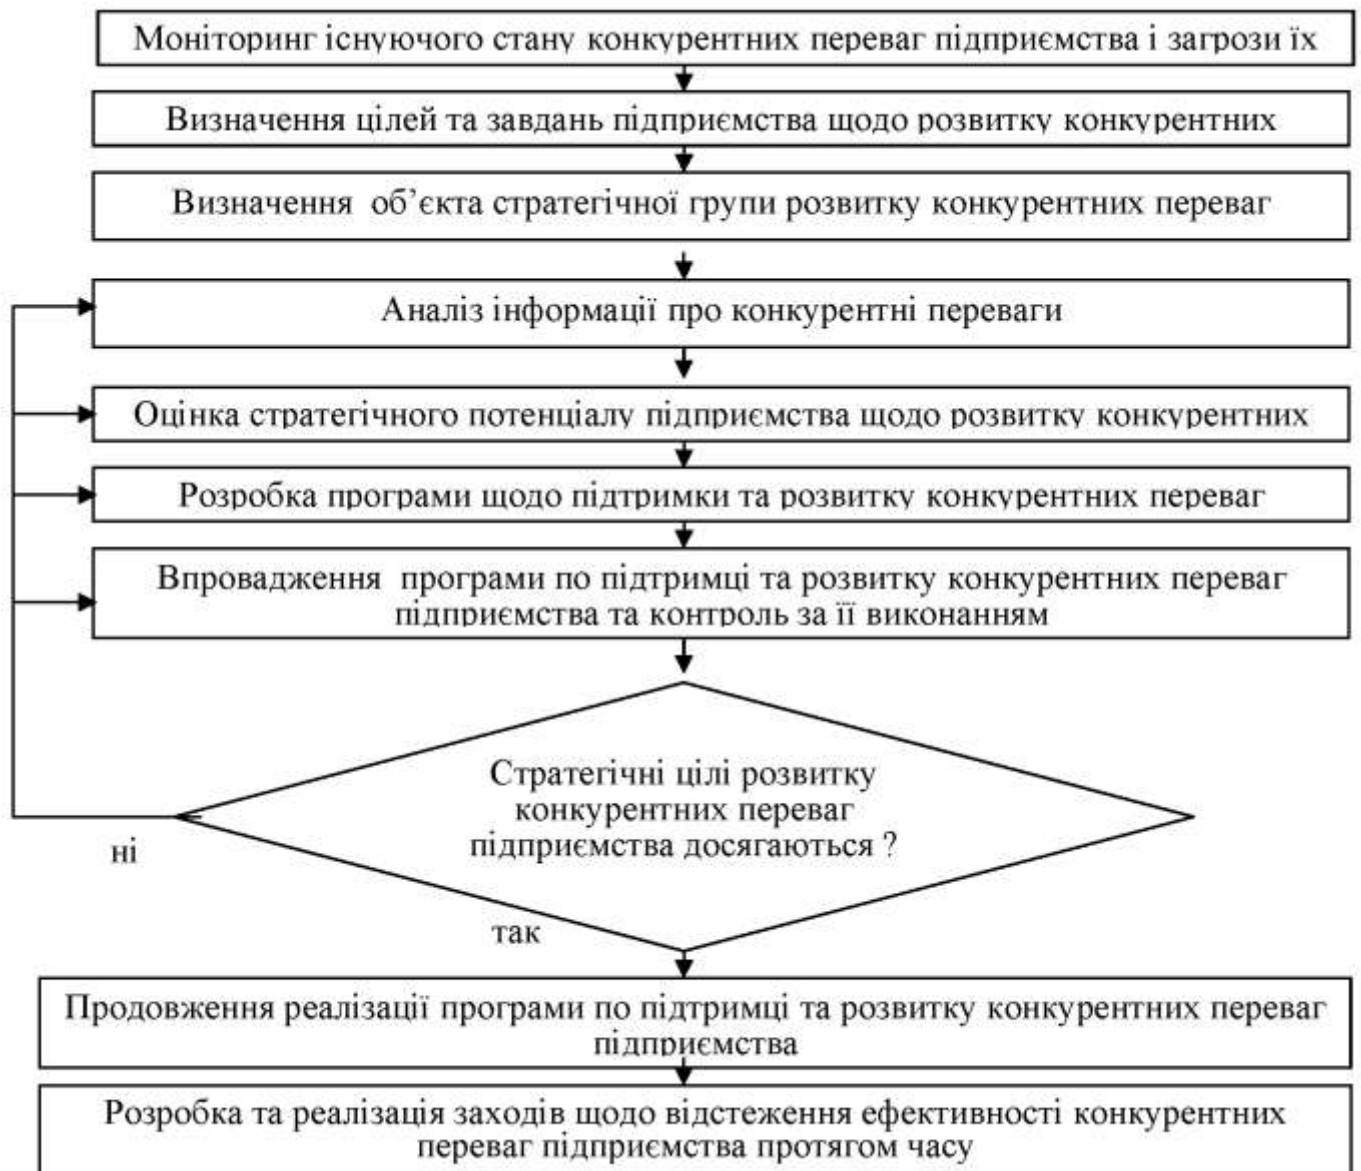 Моніторинг існуючого стану конкурентних переваг підприємства і загрози їх
Визначення цілей та завдань підприємства щодо розвитку конкурентних
Визначення об’єкта стратегічної групи розвитку конкурентних переваг
Аналіз інформації про конкурентні переваги
Оцінка стратегічного потенціалу підприємства щодо розвитку конкурентних
Розробка програми щодо підтримки та розвитку конкурентних переваг
Впровадження програми по підтримці та розвитку конкурентних переваг
підприємства та контроль за її виконанням
Стратегічні цілі розвитку
конкурентних переваг
підприємства досягаються ?
ні
так
Продовження реалізації програми по підтримці та розвитку конкурентних переваг
підприємства
Розробка та реалізація заходів щодо відстеження ефективності конкурентних
переваг підприємства протягом часу